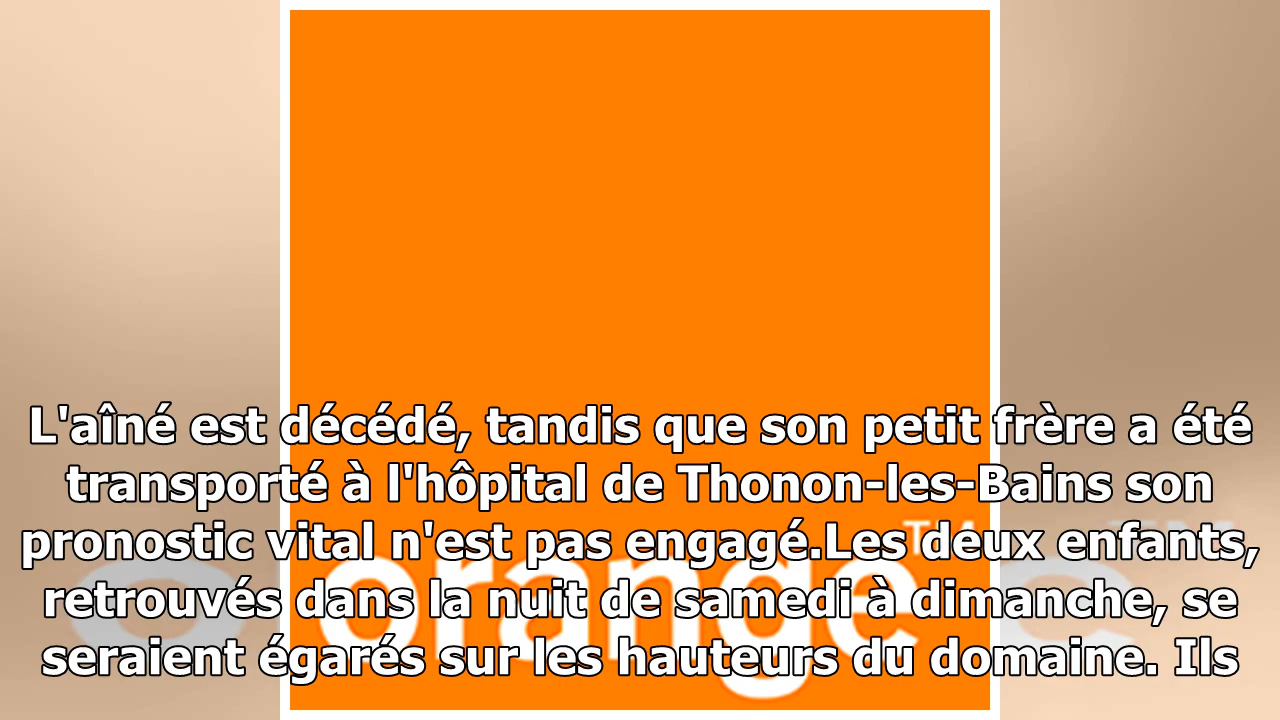 L'aîné est décédé, tandis que son petit frère a été
transporté à l'hôpital de Thonon-les-Bains son
pronostic vital n'est pas engagé.Les deux enfants,
retrouvés dans la nuit de samedi à dimanche, se
seraient égarés sur les hauteurs du domaine. Ils
orange™